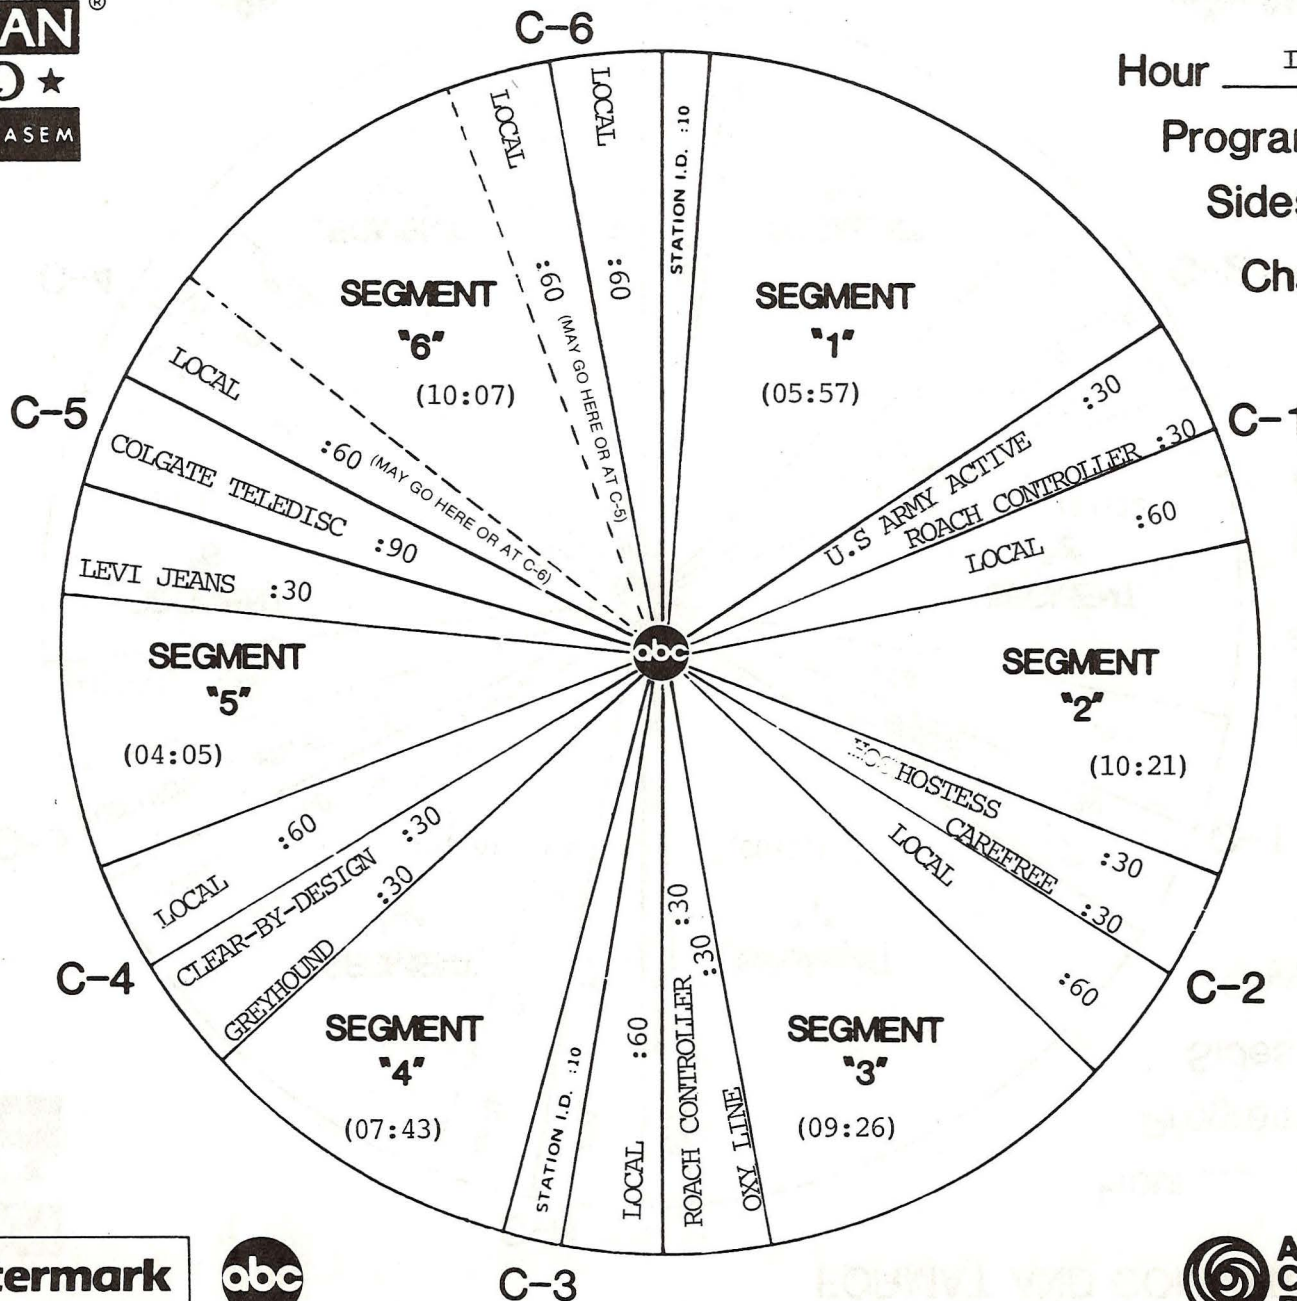 ®
AN
ASEM
C-6
Hour
Sides
SEGMENT
"1"
(05:57)
U.S ARMY ACTIVE :30
ROACH CONTROLLER :30
C-1
LOCAL :60
SEGMENT
"2"
(10:21)
HOSTESS :30
CAREFREE :30
C-2
LOCAL :60
SEGMENT
"3"
(09:26)
OXY LINE :30
ROACH CONTROLLER :30
C-3
LOCAL :60
STATION I.D. :10
SEGMENT
"4"
(07:43)
GREYHOUND :30
CLEAR-BY-DESIGN :30
C-4
LOCAL :60
SEGMENT
"5"
(04:05)
LEVI JEANS :30
COLGATE TELEDISC :90
C-5
LOCAL :60 (MAY GO HERE OR AT C-6)
SEGMENT
"6"
(10:07)
LOCAL :60 (MAY GO HERE OR AT C-5)
LOCAL :60
STATION I.D. :10
abc
termark
abc